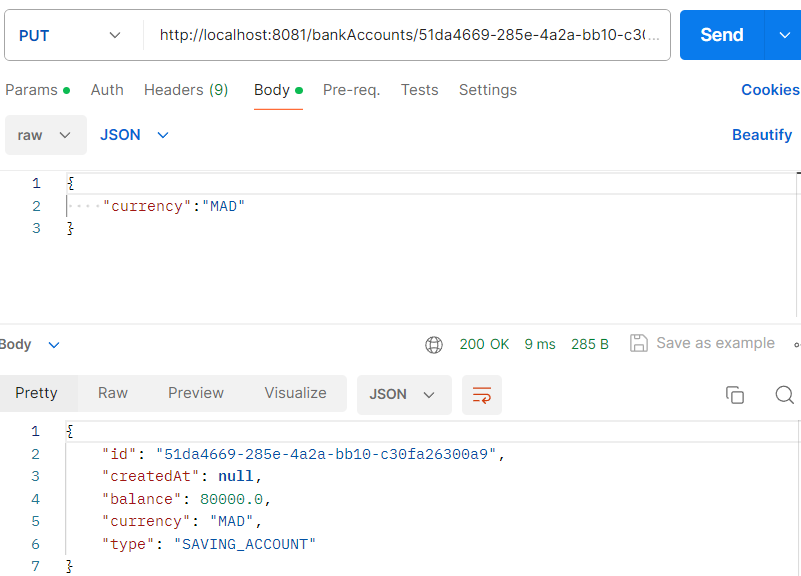 PUT http://localhost:8081/bankAccounts/51da4669-285e-4a2a-bb10-c30... Send
Params Auth Headers (9) Body Pre-req. Tests Settings Cookies
raw JSON Beautify
1 {
2 ····"currency":"MAD"
3 }
Body 200 OK 9 ms 285 B Save as example
Pretty Raw Preview Visualize JSON
1 {
2 "id": "51da4669-285e-4a2a-bb10-c30fa26300a9",
3 "createdAt": null,
4 "balance": 80000.0,
5 "currency": "MAD",
6 "type": "SAVING_ACCOUNT"
7 }